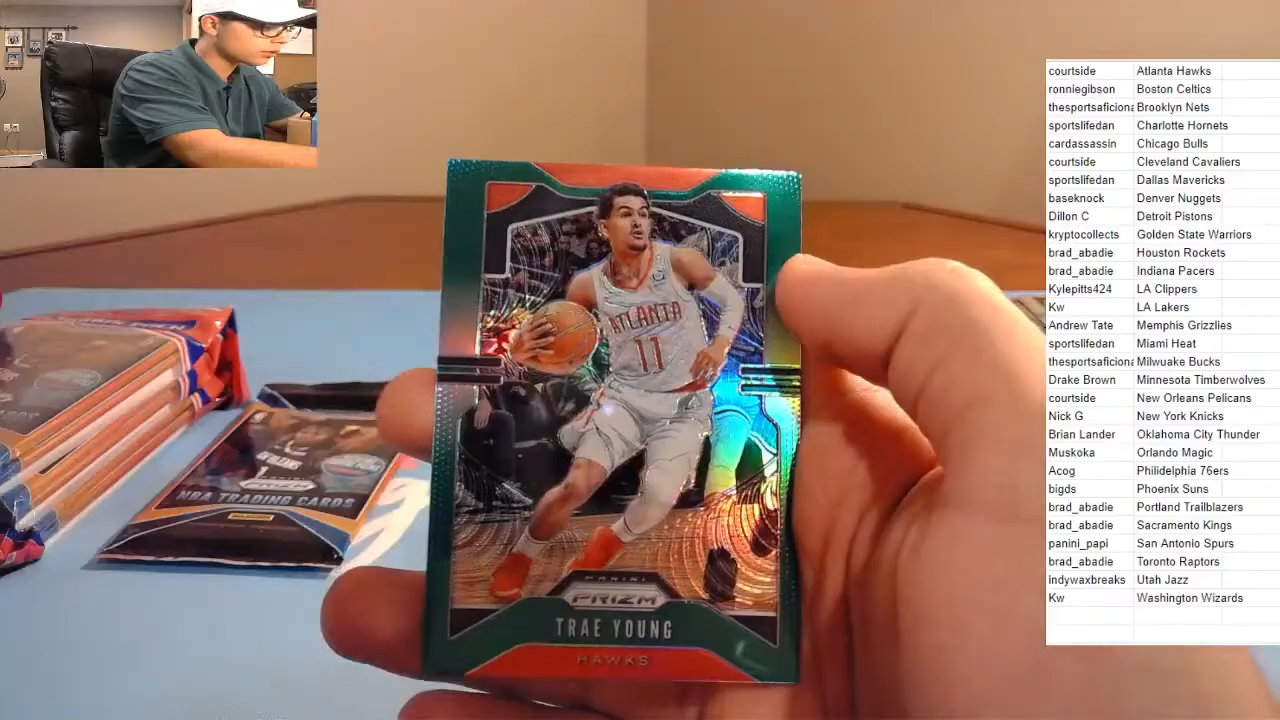 courtside Atlanta Hawks
ronniegibson Boston Celtics
thesportsaficiona Brooklyn Nets
sportslifedan Charlotte Hornets
cardassassin Chicago Bulls
courtside Cleveland Cavaliers
sportslifedan Dallas Mavericks
baseknock Denver Nuggets
Dillon C Detroit Pistons
kryptocollects Golden State Warriors
brad_abadie Houston Rockets
brad_abadie Indiana Pacers
Kylepitts424 LA Clippers
Kw LA Lakers
Andrew Tate Memphis Grizzlies
sportslifedan Miami Heat
thesportsaficiona Milwuake Bucks
Drake Brown Minnesota Timberwolves
courtside New Orleans Pelicans
Nick G New York Knicks
Brian Lander Oklahoma City Thunder
Muskoka Orlando Magic
Acog Philidelphia 76ers
bigds Phoenix Suns
brad_abadie Portland Trailblazers
brad_abadie Sacramento KIngs
panini_papi San Antonio Spurs
brad_abadie Toronto Raptors
indywaxbreaks Utah Jazz
Kw Washington Wizards
ATLANTA
11
PANINI
PRIZM
TRAE YOUNG
HAWKS
PRIZM
NBA TRADING CARDS